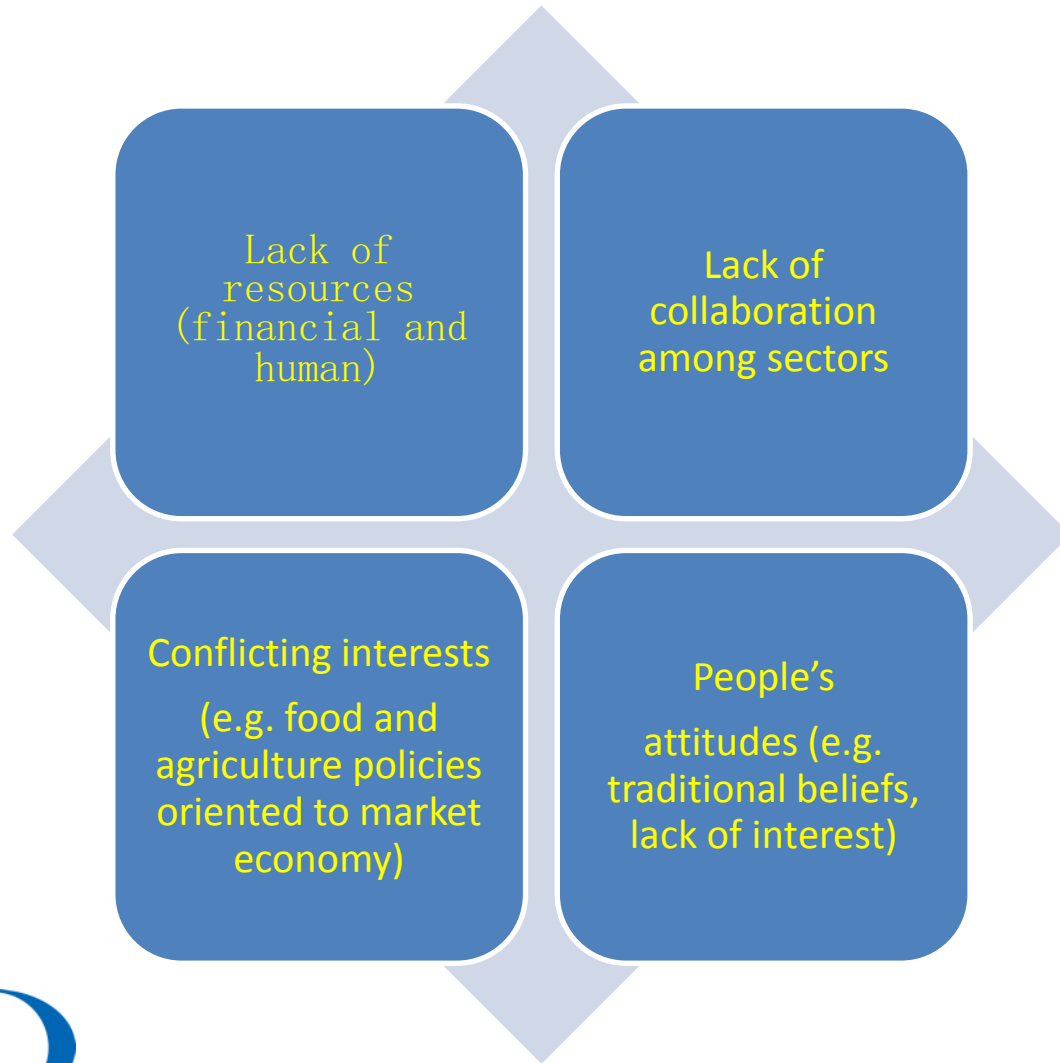 Lack of
resources
(financial and
human)
Lack of
collaboration
among sectors
Conflicting interests
(e.g. food and
agriculture policies
oriented to market
economy)
People’s
attitudes (e.g.
traditional beliefs,
lack of interest)